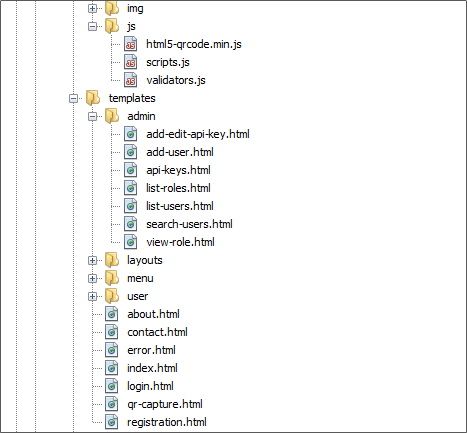 img
js
html5-qrcode.min.js
scripts.js
validators.js
templates
admin
add-edit-api-key.html
add-user.html
api-keys.html
list-roles.html
list-users.html
search-users.html
view-role.html
layouts
menu
user
about.html
contact.html
error.html
index.html
login.html
qr-capture.html
registration.html